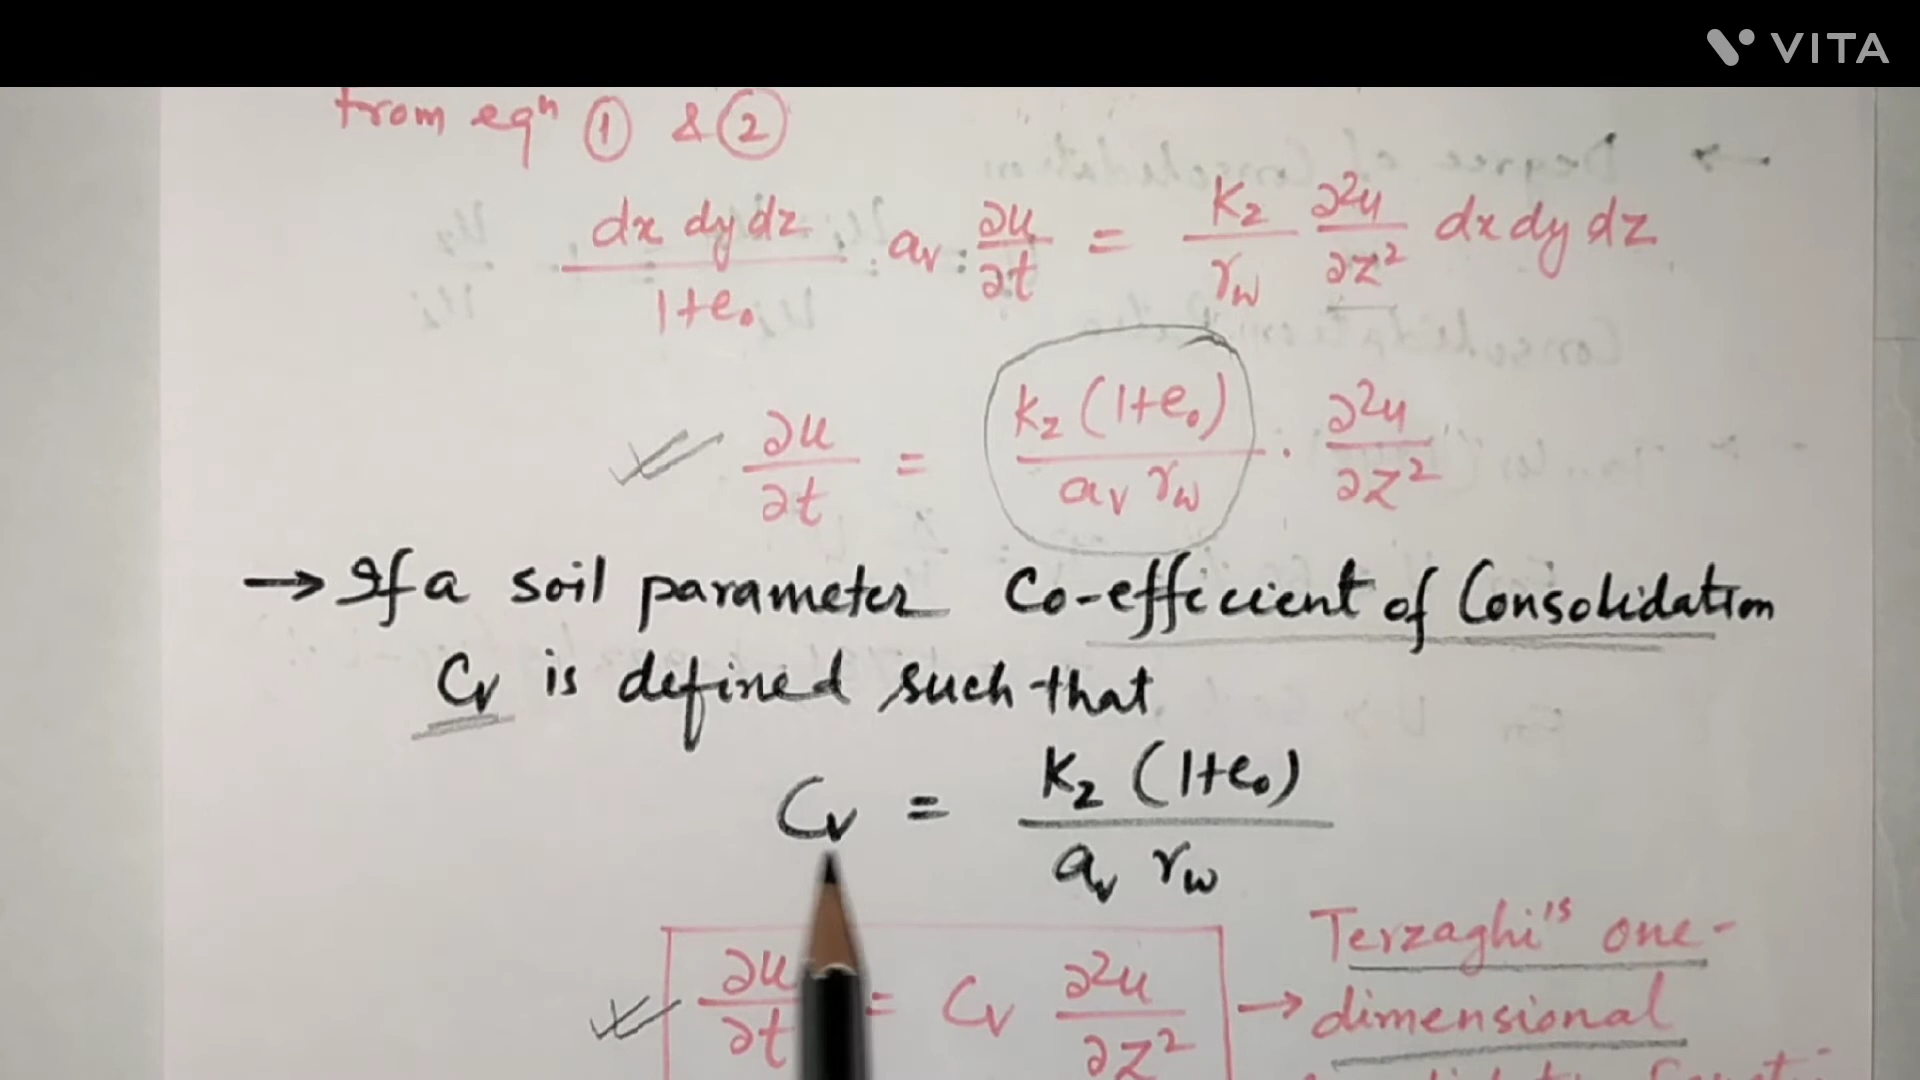 VITA
from eqⁿ ① & ②
dx dy dz / 1+e₀ aᵥ · ∂u/∂t = k_z/γ_w ∂²u/∂z² dx dy dz
∂u/∂t = k_z (1+e₀) / aᵥ γ_w · ∂²u/∂z²
→ If a soil parameter Co-efficient of Consolidation
Cᵥ is defined such that
Cᵥ = k_z (1+e₀) / aᵥ γ_w
∂u/∂t = Cᵥ ∂²u/∂z² → Terzaghi's one-
dimensional